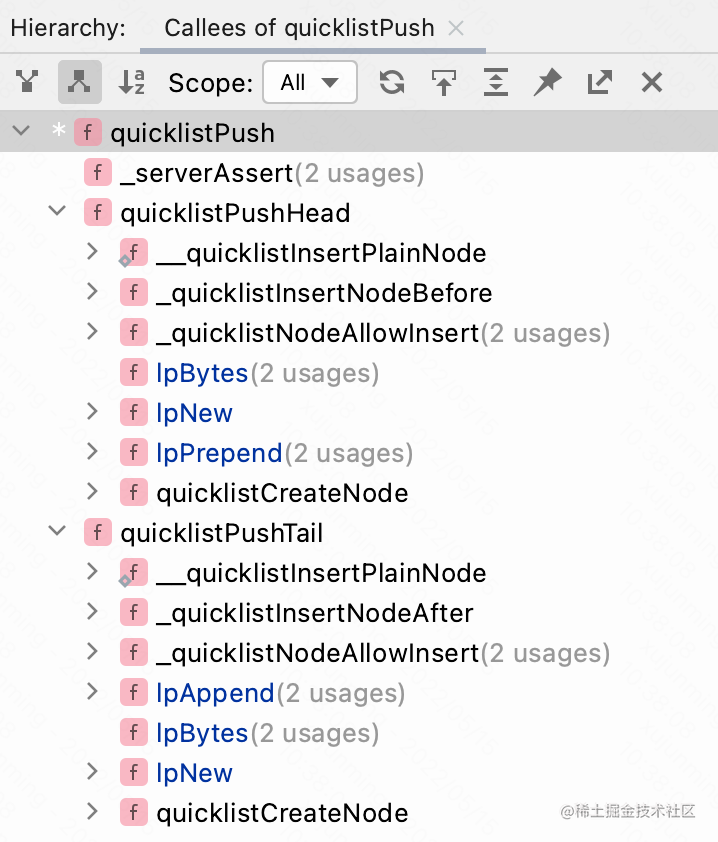 Hierarchy: Callees of quicklistPush
Scope: All
* f quicklistPush
f _serverAssert(2 usages)
f quicklistPushHead
f __quicklistInsertPlainNode
f _quicklistInsertNodeBefore
f _quicklistNodeAllowInsert(2 usages)
f lpBytes(2 usages)
f lpNew
f lpPrepend(2 usages)
f quicklistCreateNode
f quicklistPushTail
f __quicklistInsertPlainNode
f _quicklistInsertNodeAfter
f _quicklistNodeAllowInsert(2 usages)
f lpAppend(2 usages)
f lpBytes(2 usages)
f lpNew
f quicklistCreateNode
@稀土掘金技术社区